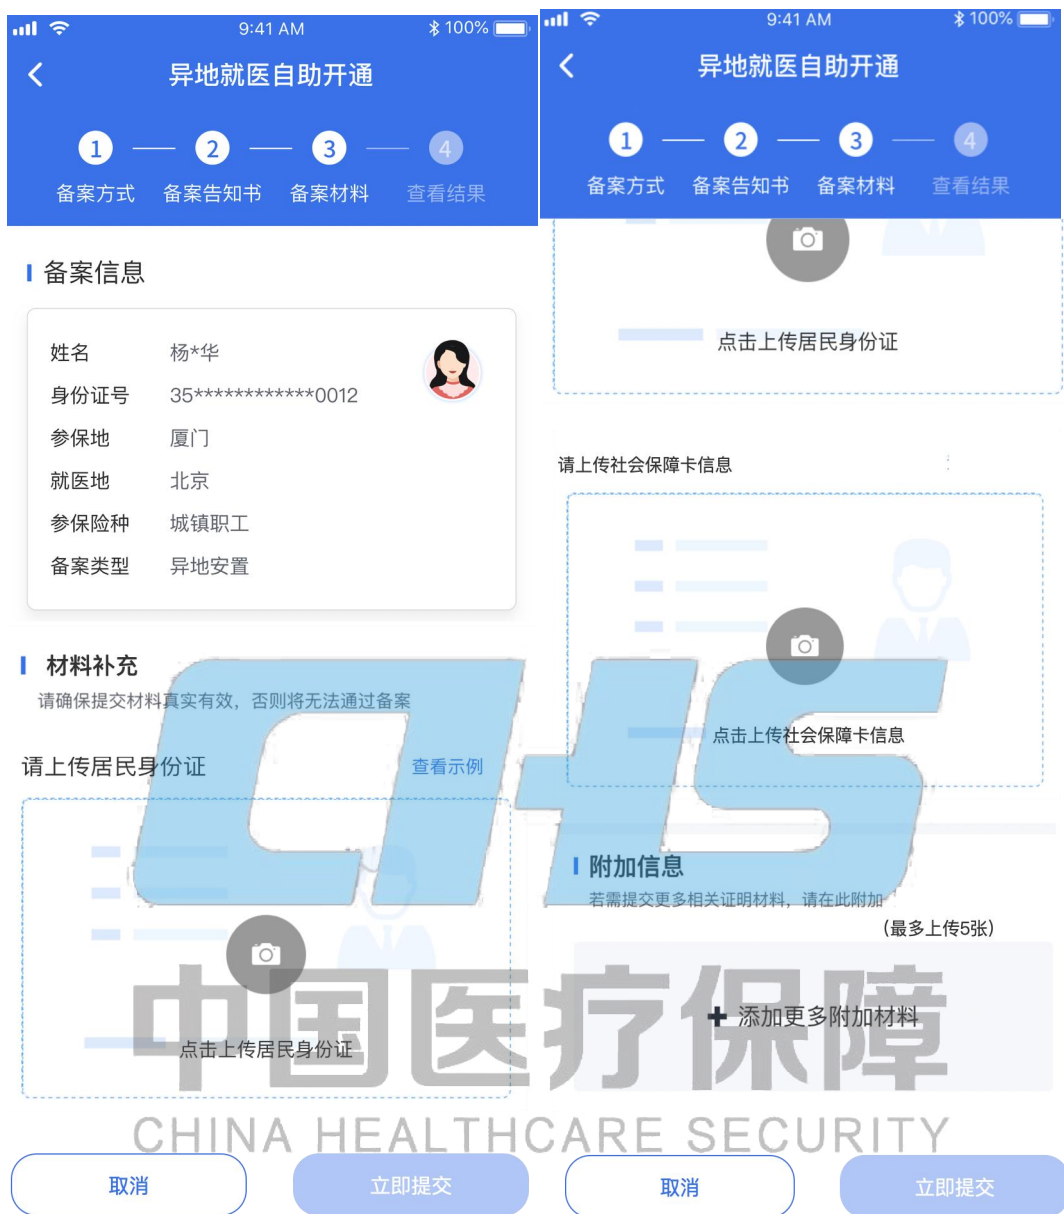 9:41 AM
100%
异地就医自助开通
1
2
3
4
备案方式
备案告知书
备案材料
查看结果
备案信息
姓名 杨*华
身份证号 35************0012
参保地 厦门
就医地 北京
参保险种 城镇职工
备案类型 异地安置
材料补充
请确保提交材料真实有效，否则将无法通过备案
请上传居民身份证
查看示例
点击上传居民身份证
取消
立即提交
9:41 AM
100%
异地就医自助开通
1
2
3
4
备案方式
备案告知书
备案材料
查看结果
点击上传居民身份证
请上传社会保障卡信息
点击上传社会保障卡信息
附加信息
若需提交更多相关证明材料，请在此附加
（最多上传5张）
添加更多附加材料
取消
立即提交
CHS
中国医疗保障
CHINA HEALTHCARE SECURITY